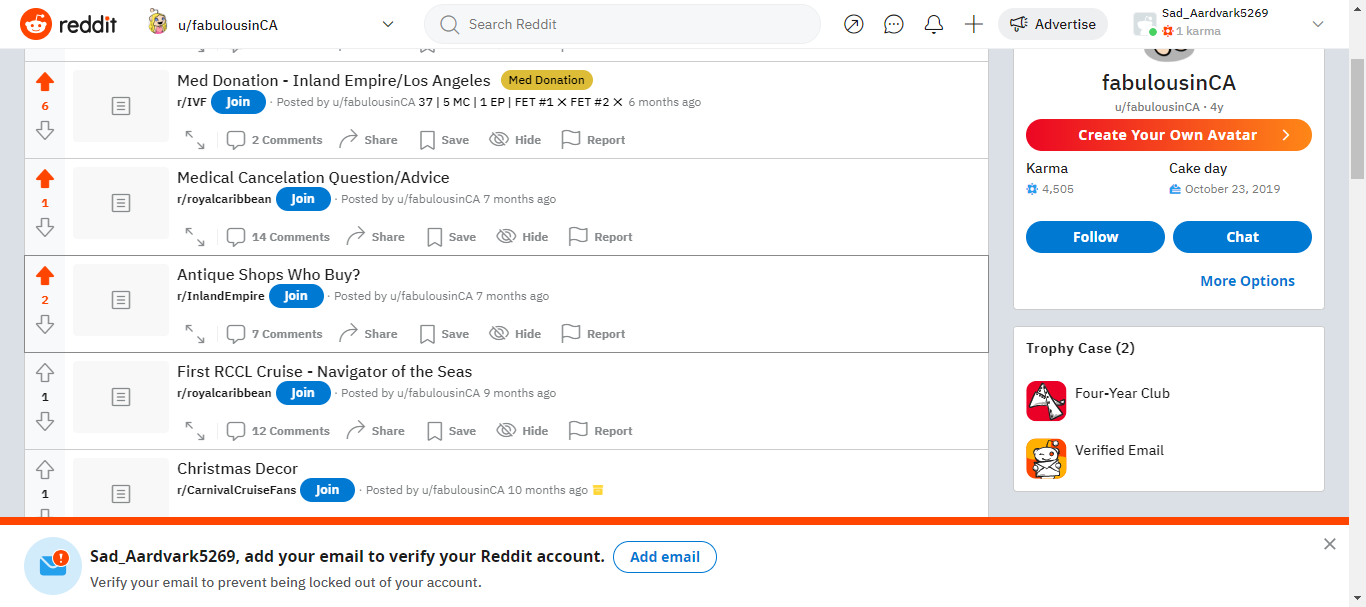 reddit
u/fabulousinCA
Search Reddit
Advertise
Sad_Aardvark5269
1 karma
6
Med Donation - Inland Empire/Los Angeles Med Donation
r/IVF Join · Posted by u/fabulousinCA 37 | 5 MC | 1 EP | FET #1 ✕ FET #2 ✕ 6 months ago
2 Comments Share Save Hide Report
1
Medical Cancelation Question/Advice
r/royalcaribbean Join · Posted by u/fabulousinCA 7 months ago
14 Comments Share Save Hide Report
2
Antique Shops Who Buy?
r/InlandEmpire Join · Posted by u/fabulousinCA 7 months ago
7 Comments Share Save Hide Report
1
First RCCL Cruise - Navigator of the Seas
r/royalcaribbean Join · Posted by u/fabulousinCA 9 months ago
12 Comments Share Save Hide Report
1
Christmas Decor
r/CarnivalCruiseFans Join · Posted by u/fabulousinCA 10 months ago
fabulousinCA
u/fabulousinCA · 4y
Create Your Own Avatar
Karma Cake day
4,505 October 23, 2019
Follow Chat
More Options
Trophy Case (2)
Four-Year Club
Verified Email
Sad_Aardvark5269, add your email to verify your Reddit account. Add email
Verify your email to prevent being locked out of your account.